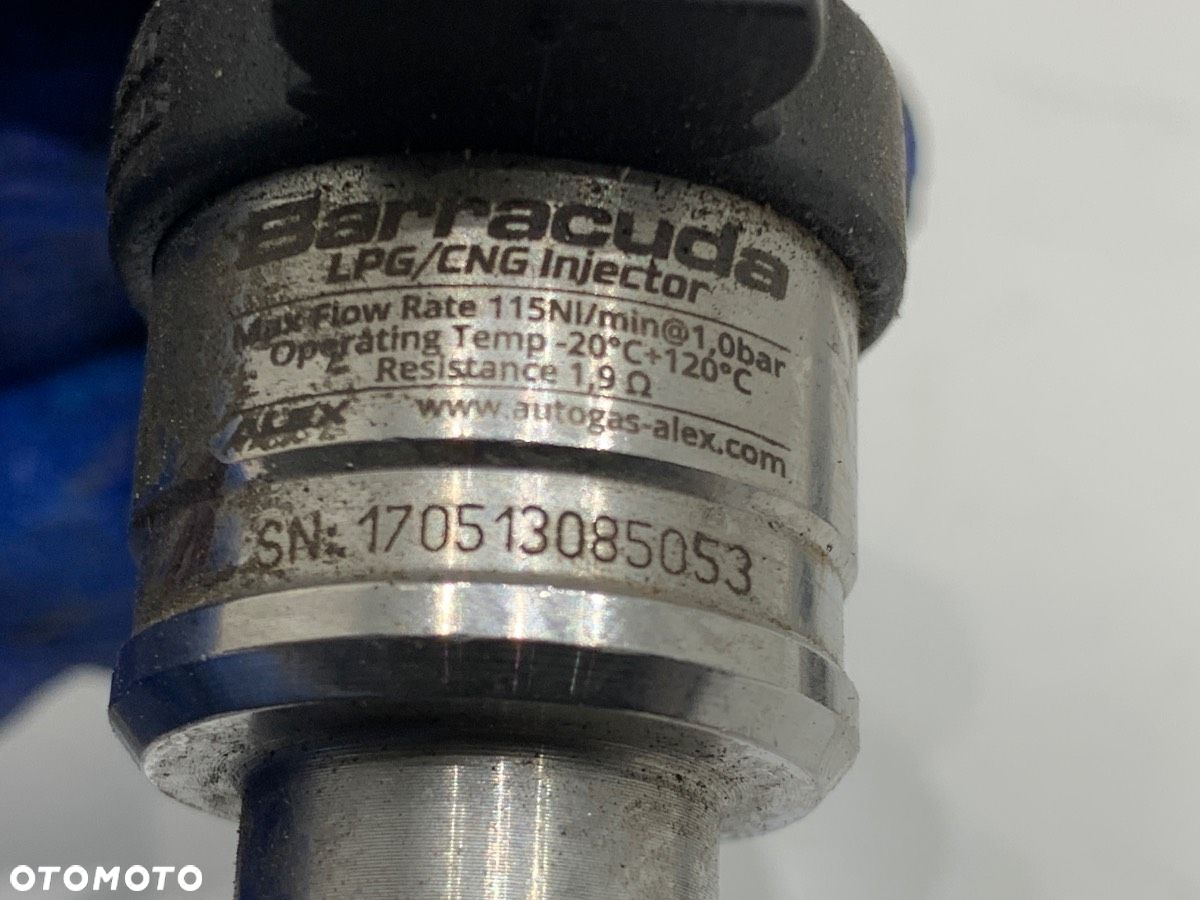 Barracuda
LPG/CNG Injector
Max Flow Rate 115Nl/min@1,0bar
Operating Temp -20°C+120°C
Resistance 1,9 Ω
ALEX www.autogas-alex.com
SN: 170513085053
OTOMOTO